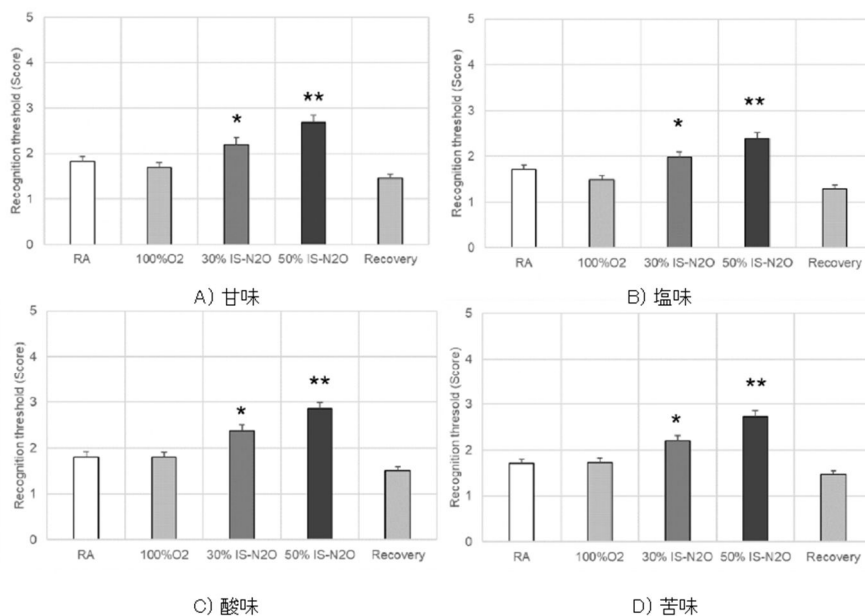 5
4
3
2
1
0
Recognition threshold (Score)
*
**
RA
100%O2
30% IS-N2O
50% IS-N2O
Recovery
A) 甘味
5
4
3
2
1
0
Recognition threshold (Score)
*
**
RA
100%O2
30% IS-N2O
50% IS-N2O
Recovery
B) 塩味
5
4
3
2
1
0
Recognition threshold (Score)
*
**
RA
100%O2
30% IS-N2O
50% IS-N2O
Recovery
C) 酸味
5
4
3
2
1
0
Recognition thresold (Score)
*
**
RA
100%O2
30% IS-N2O
50% IS-N2O
Recovery
D) 苦味